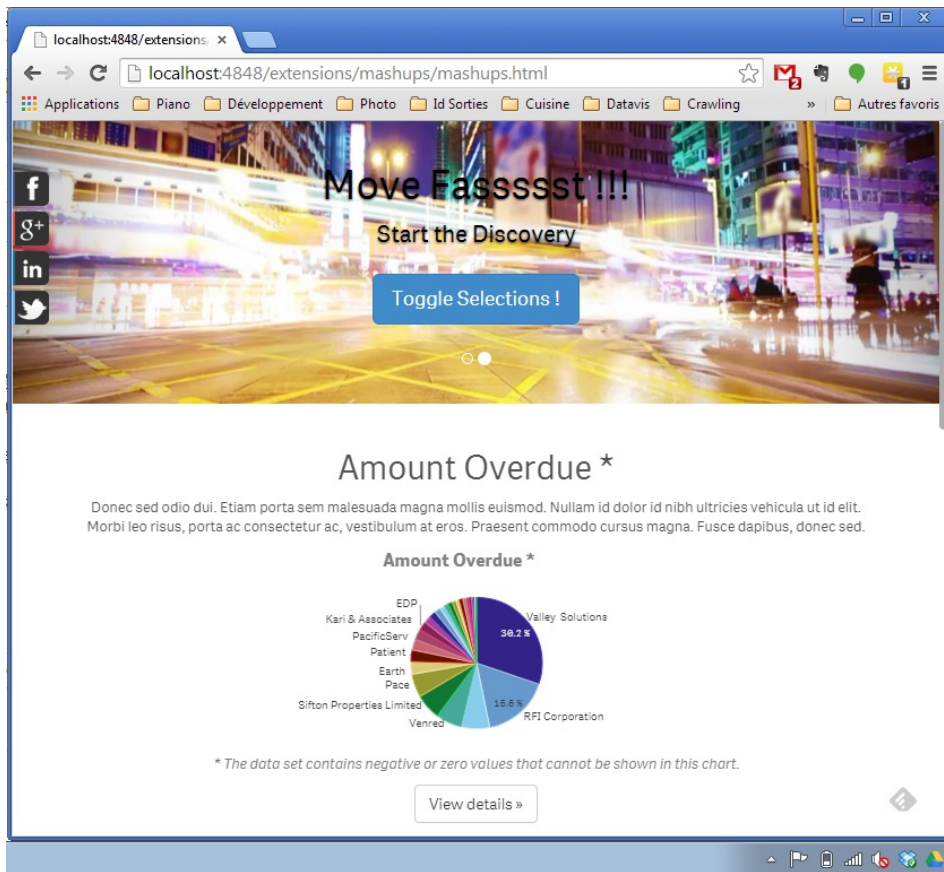 localhost:4848/extensions/
localhost:4848/extensions/mashups/mashups.html
2
1
Applications Piano Développement Photo Id Sorties Cuisine Datavis Crawling » Autres favoris
Move Fasssssst !!!
Start the Discovery
Toggle Selections !
f
g+
in
Amount Overdue *
Donec sed odio dui. Etiam porta sem malesuada magna mollis euismod. Nullam id dolor id nibh ultricies vehicula ut id elit.
Morbi leo risus, porta ac consectetur ac, vestibulum at eros. Praesent commodo cursus magna. Fusce dapibus, donec sed.
Amount Overdue *
EDP
Kari & Associates
PacificServ
Patient
Earth
Pace
Sifton Properties Limited
Venred
Valley Solutions
30.2 %
16.6 %
RFI Corporation
* The data set contains negative or zero values that cannot be shown in this chart.
View details »